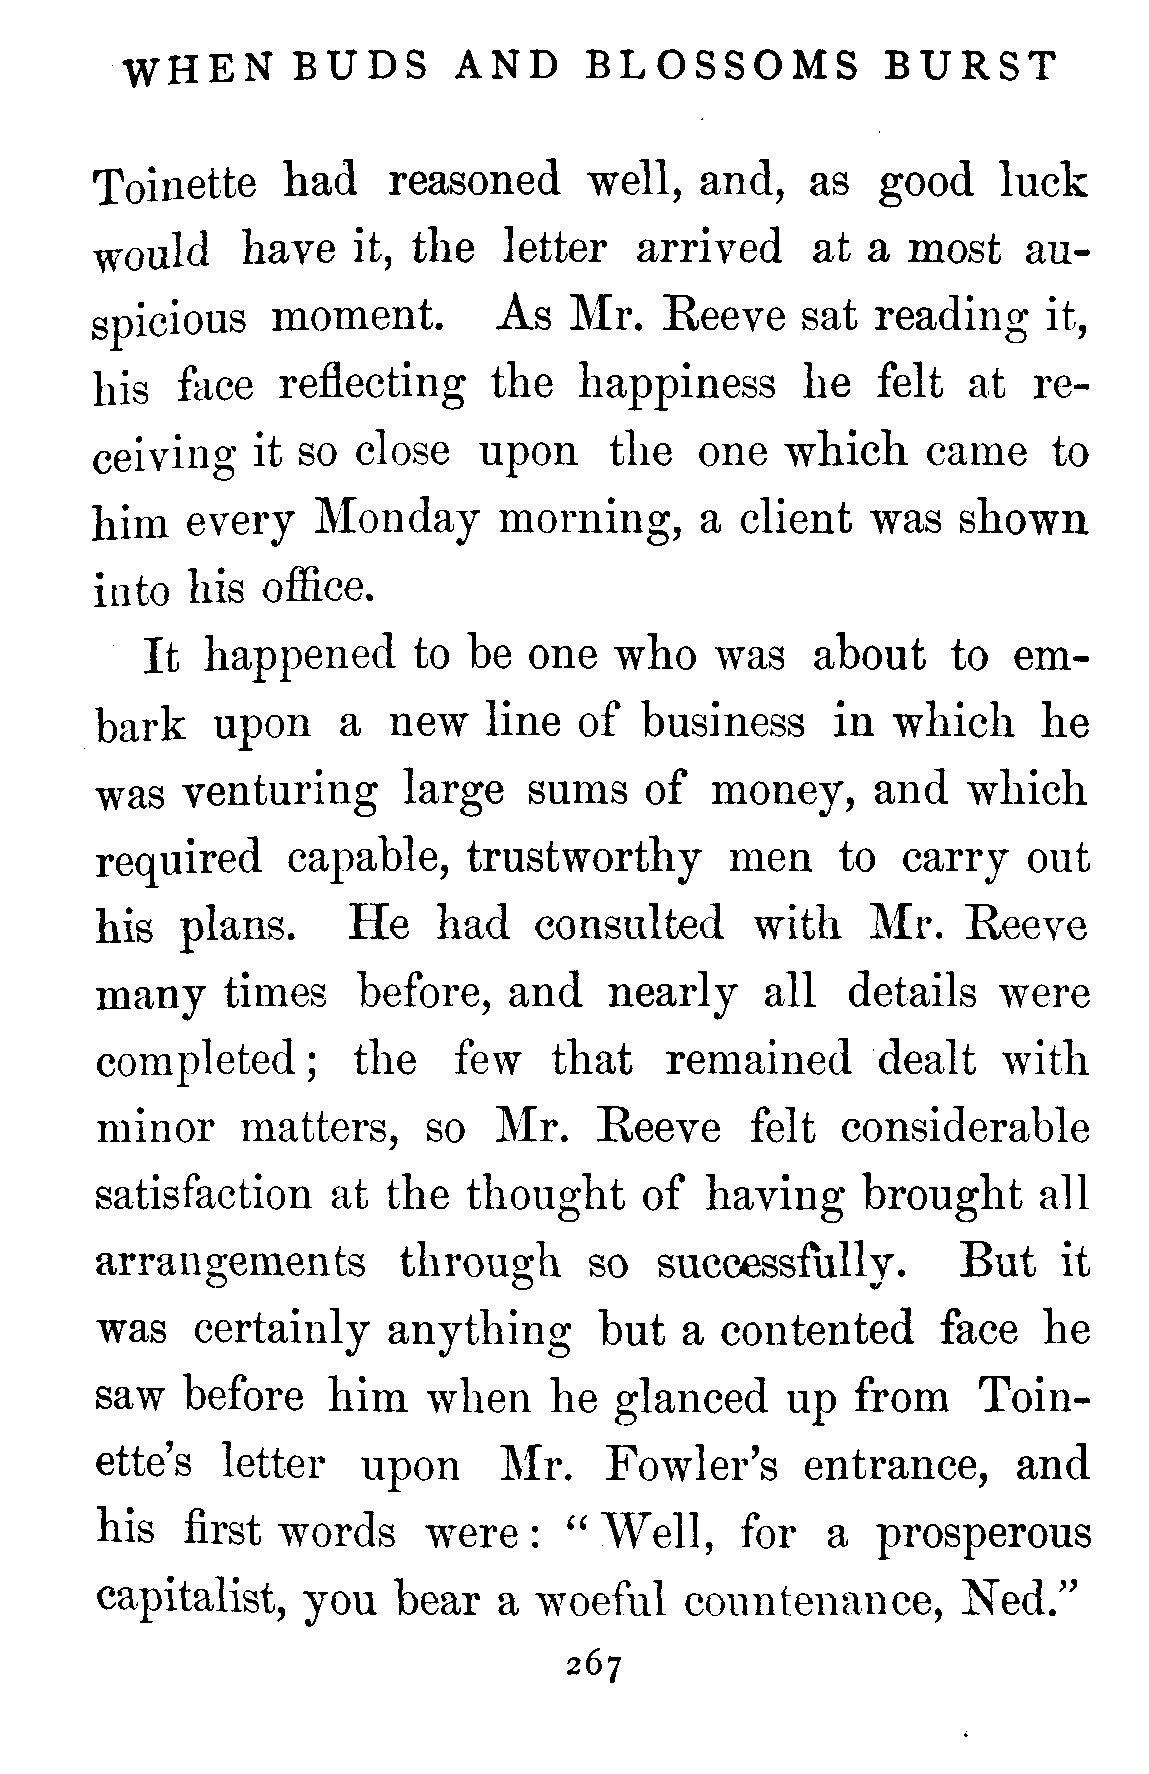 WHEN BUDS AND BLOSSOMS BURST
Toinette had reasoned well, and, as good luck
would have it, the letter arrived at a most au-
spicious moment. As Mr. Reeve sat reading it,
his face reflecting the happiness he felt at re-
ceiving it so close upon the one which came to
him every Monday morning, a client was shown
into his office.
It happened to be one who was about to em-
bark upon a new line of business in which he
was venturing large sums of money, and which
required capable, trustworthy men to carry out
his plans. He had consulted with Mr. Reeve
many times before, and nearly all details were
completed; the few that remained dealt with
minor matters, so Mr. Reeve felt considerable
satisfaction at the thought of having brought all
arrangements through so successfully. But it
was certainly anything but a contented face he
saw before him when he glanced up from Toin-
ette's letter upon Mr. Fowler's entrance, and
his first words were: "Well, for a prosperous
capitalist, you bear a woeful countenance, Ned."
267